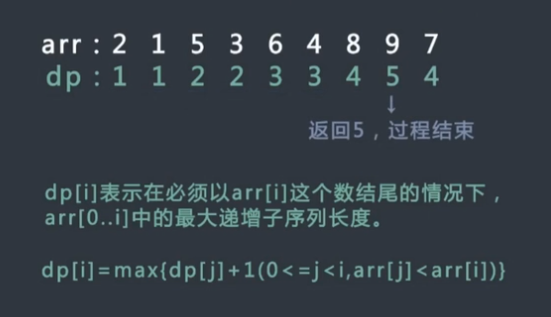 arr : 2 1 5 3 6 4 8 9 7
dp : 1 1 2 2 3 3 4 5 4
↓
返回5，过程结束
dp[i]表示在必须以arr[i]这个数结尾的情况下，
arr[0..i]中的最大递增子序列长度。
dp[i]=max{dp[j]+1(0<=j<i,arr[j]<arr[i])}